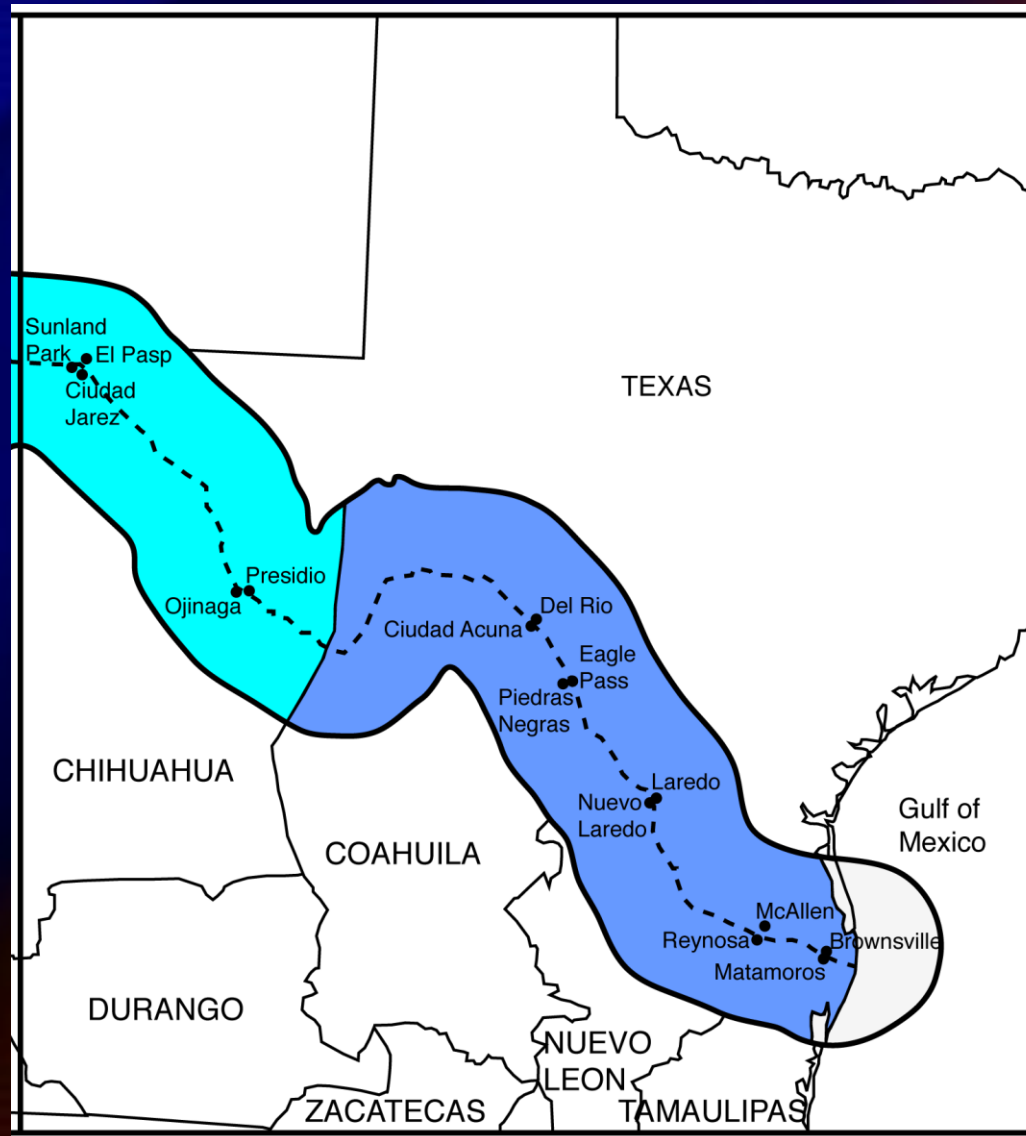 Sunland
Park
El Pasp
Ciudad
Jarez
TEXAS
Presidio
Ojinaga
Del Rio
Ciudad Acuna
Eagle
Pass
Piedras
Negras
CHIHUAHUA
Laredo
Nuevo
Laredo
Gulf of
Mexico
COAHUILA
McAllen
Reynosa
Brownsville
Matamoros
DURANGO
NUEVO
LEON
ZACATECAS
TAMAULIPAS